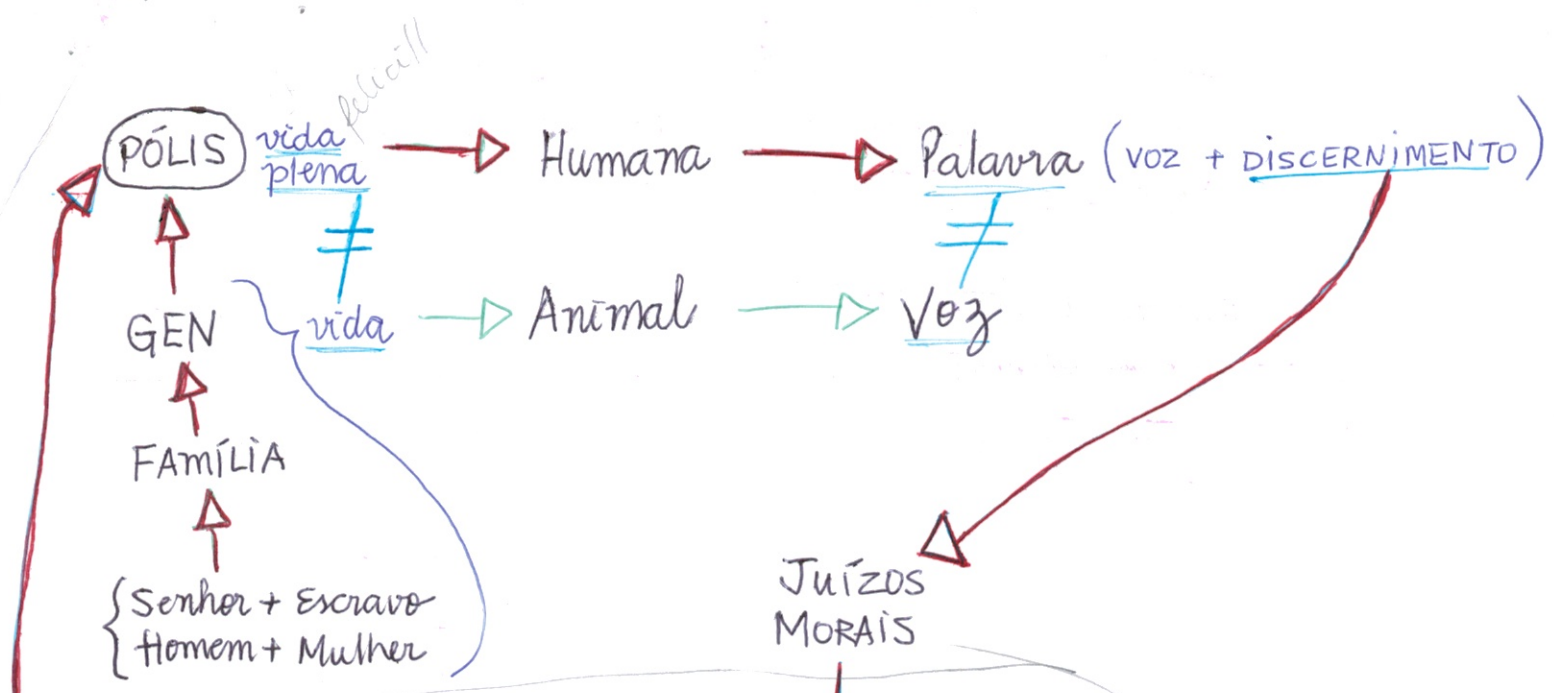 PÓLIS vida plena Humana Palavra (VOZ + DISCERNIMENTO)
≠ ≠
GEN vida Animal Voz
FAMÍLIA
Senhor + Escravo
Homem + Mulher
JUÍZOS
MORAIS